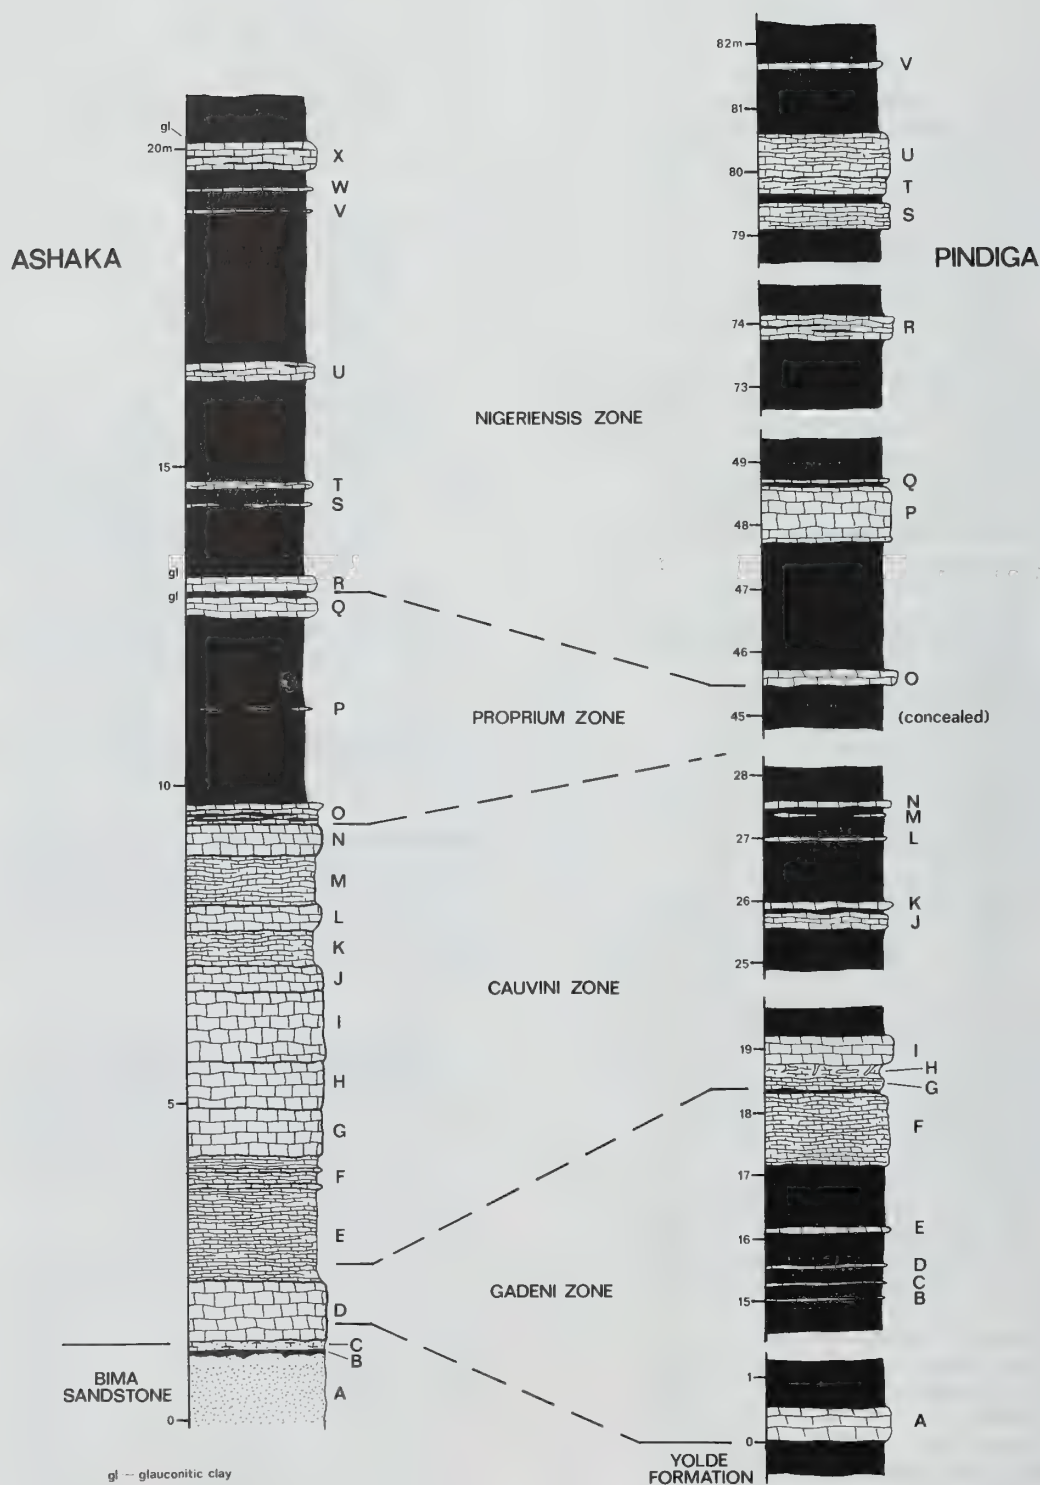 ASHAKA
gl
20m
X
W
V
U
15
T
S
gl
R
gl
Q
P
10
O
N
M
L
K
J
I
H
5
G
F
E
D
C
B
A
0
BIMA
SANDSTONE
gl -- glauconitic clay
NIGERIENSIS ZONE
PROPRIUM ZONE
CAUVINI ZONE
GADENI ZONE
PINDIGA
82m
V
81
U
80
T
S
79
74
R
73
49
Q
P
48
47
46
O
45
(concealed)
28
N
M
27
L
26
K
J
25
19
I
H
G
18
F
17
E
16
D
C
15
B
1
A
0
YOLDE
FORMATION